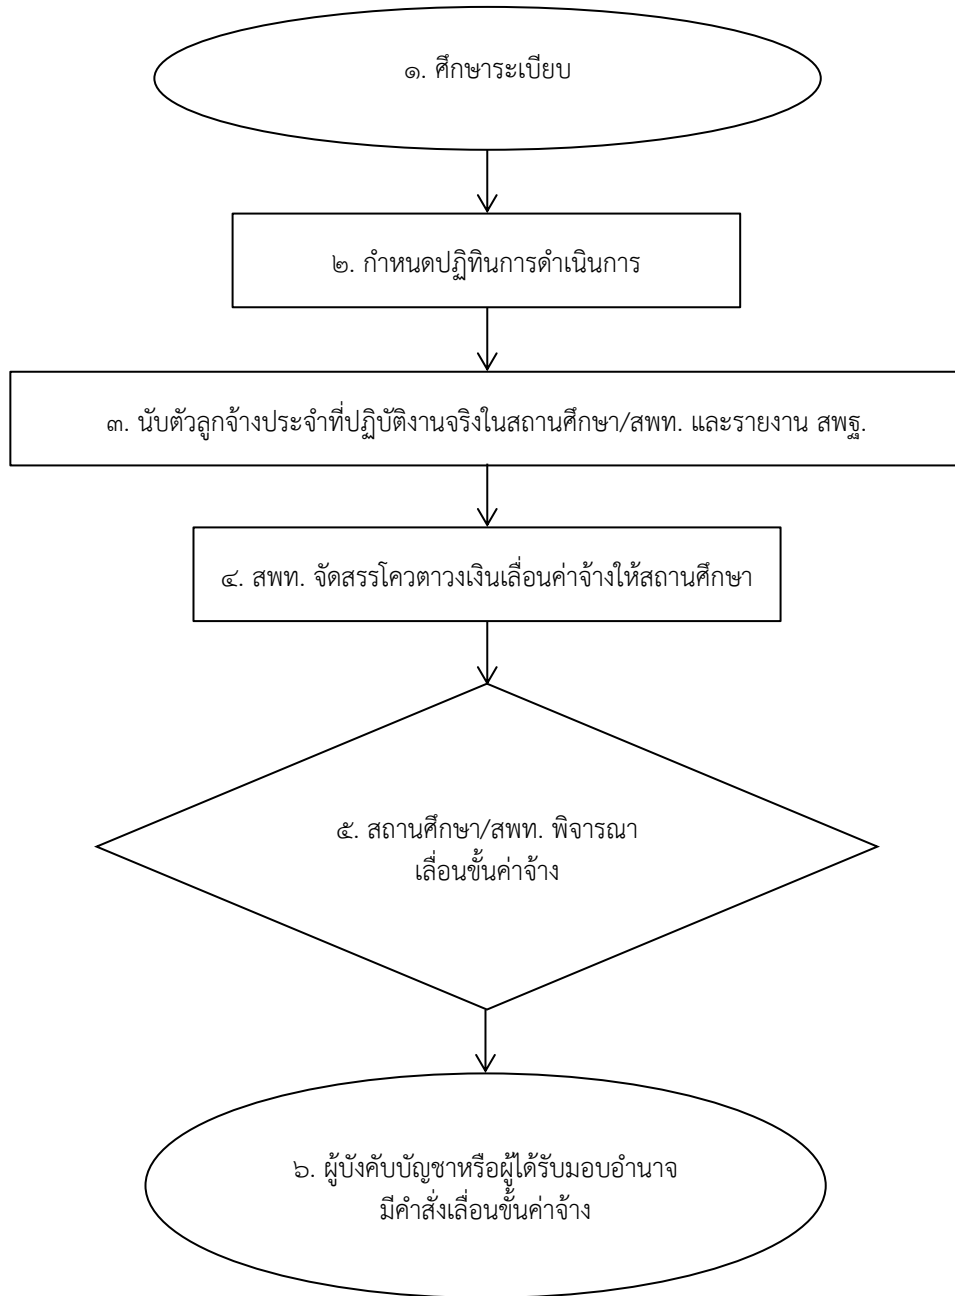 ๑. ศึกษาระเบียบ
๒. กำหนดปฏิทินการดำเนินการ
๓. นับตัวลูกจ้างประจำที่ปฏิบัติงานจริงในสถานศึกษา/สพท. และรายงาน สพฐ.
๔. สพท. จัดสรรโควตาวงเงินเลื่อนค่าจ้างให้สถานศึกษา
๕. สถานศึกษา/สพท. พิจารณา
เลื่อนขั้นค่าจ้าง
๖. ผู้บังคับบัญชาหรือผู้ได้รับมอบอำนาจ
มีคำสั่งเลื่อนขั้นค่าจ้าง